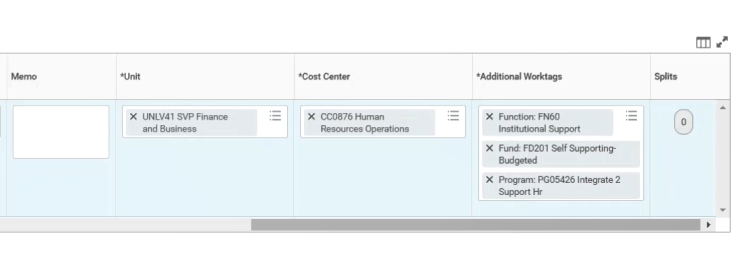 Memo
*Unit
*Cost Center
*Additional Worktags
Splits
UNLV41 SVP Finance
and Business
CC0876 Human
Resources Operations
Function: FN60
Institutional Support
Fund: FD201 Self Supporting-
Budgeted
Program: PG05426 Integrate 2
Support Hr
0